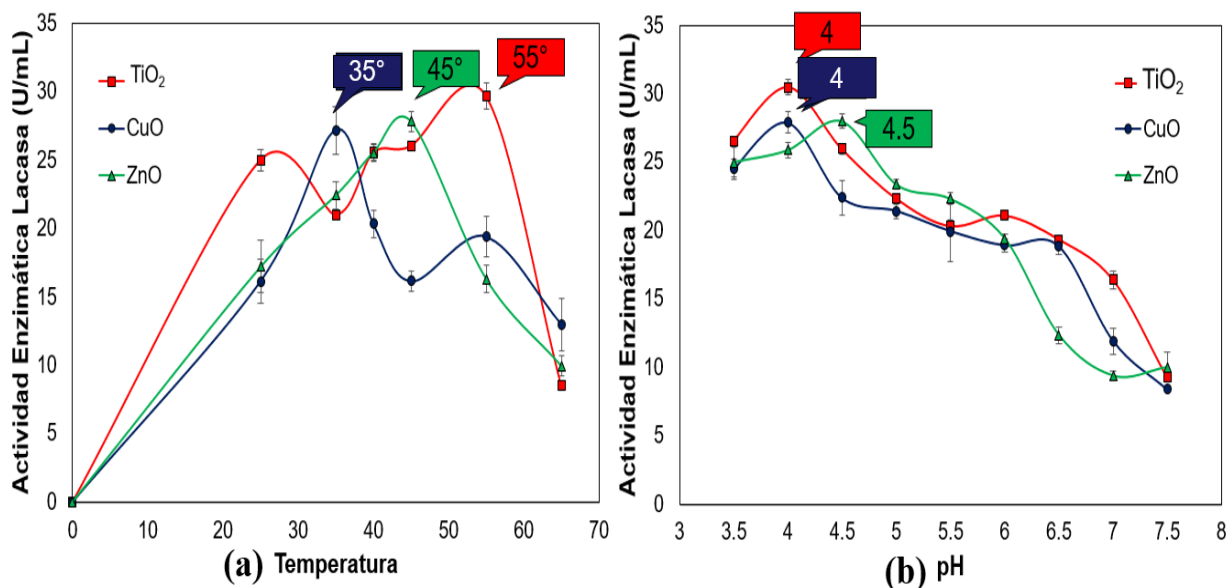 Actividad Enzimática Lacasa (U/mL)
35
30
25
20
15
10
5
0
TiO₂
CuO
ZnO
35°
45°
55°
0 10 20 30 40 50 60 70
(a) Temperatura
Actividad Enzimática Lacasa (U/mL)
35
30
25
20
15
10
5
0
4
4
4.5
TiO₂
CuO
ZnO
3 3.5 4 4.5 5 5.5 6 6.5 7 7.5 8
(b) pH